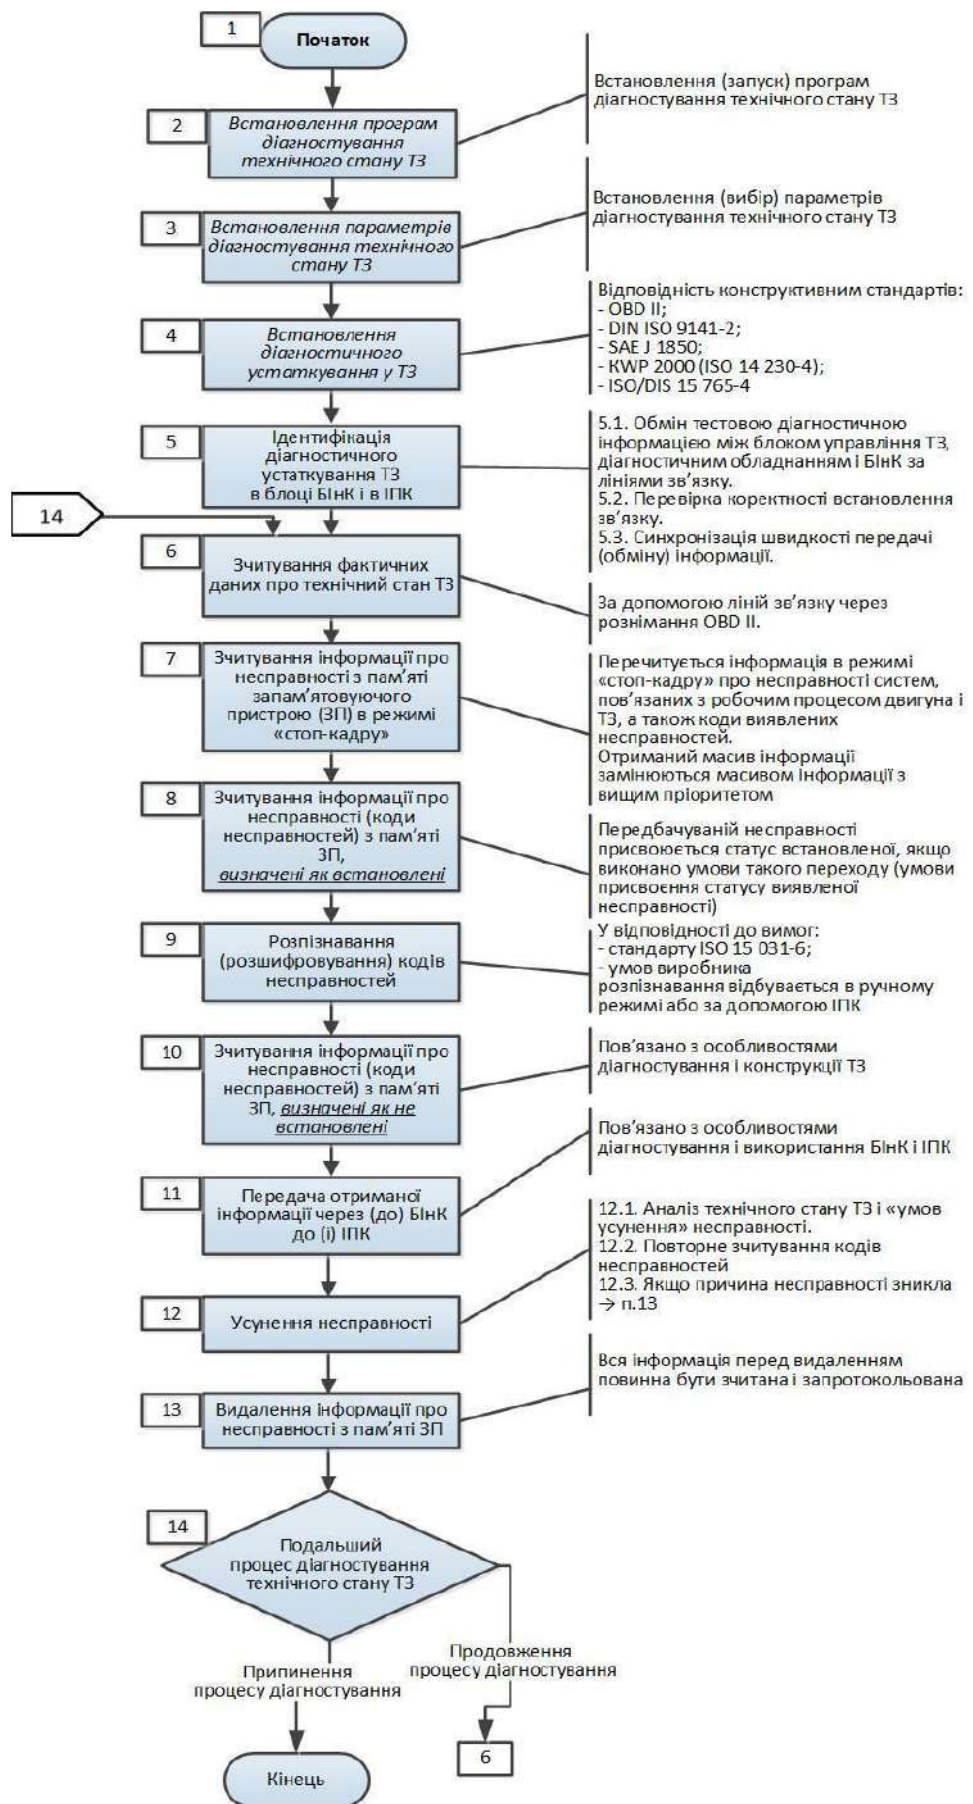 1
Початок
Встановлення (запуск) програм
діагностування технічного стану ТЗ
2
Встановлення програм
діагностування
технічного стану ТЗ
Встановлення (вибір) параметрів
діагностування технічного стану ТЗ
3
Встановлення параметрів
діагностування технічного
стану ТЗ
Відповідність конструктивним стандартів:
- OBD II;
- DIN ISO 9141-2;
- SAE J 1850;
- KWP 2000 (ISO 14 230-4);
- ISO/DIS 15 765-4
4
Встановлення
діагностичного
устаткування у ТЗ
5
Ідентифікація
діагностичного
устаткування ТЗ
в блоці БІнК і в ІПК
5.1. Обмін тестовою діагностичною
інформацією між блоком управління ТЗ,
діагностичним обладнанням і БІнК за
лініями зв’язку.
5.2. Перевірка коректності встановлення
зв’язку.
5.3. Синхронізація швидкості передачі
(обміну) інформації.
14
6
Зчитування фактичних
даних про технічний стан ТЗ
За допомогою ліній зв’язку через
рознімання OBD II.
7
Зчитування інформації про
несправності з пам’яті
запам’ятовуючого
пристрою (ЗП) в режимі
«стоп-кадру»
Перечитується інформація в режимі
«стоп-кадру» про несправності систем,
пов’язаних з робочим процесом двигуна і
ТЗ, а також коди виявлених
несправностей.
Отриманий масив інформації
замінюються масивом інформації з
вищим пріоритетом
8
Зчитування інформації про
несправності (коди
несправностей) з пам’яті
ЗП,
визначені як встановлені
Передбачуваній несправності
присвоюється статус встановленої, якщо
виконано умови такого переходу (умови
присвоєння статусу виявленої
несправності)
9
Розпізнавання
(розшифровування) кодів
несправностей
У відповідності до вимог:
- стандарту ISO 15 031-6;
- умов виробника
розпізнавання відбувається в ручному
режимі або за допомогою ІПК
10
Зчитування інформації про
несправності (коди
несправностей) з пам’яті
ЗП, визначені як не
встановлені
Пов’язано з особливостями
діагностування і конструкції ТЗ
Пов’язано з особливостями
діагностування і використання БІнК і ІПК
11
Передача отриманої
інформації через (до) БІнК
до (і) ІПК
12.1. Аналіз технічного стану ТЗ і «умов
усунення» несправності.
12.2. Повторне зчитування кодів
несправностей
12.3. Якщо причина несправності зникла
→ п.13
12
Усунення несправності
Вся інформація перед видаленням
повинна бути зчитана і запротокольована
13
Видалення інформації про
несправності з пам’яті ЗП
14
Подальший
процес діагностування
технічного стану ТЗ
Припинення
процесу діагностування
Продовження
процесу діагностування
Кінець
6